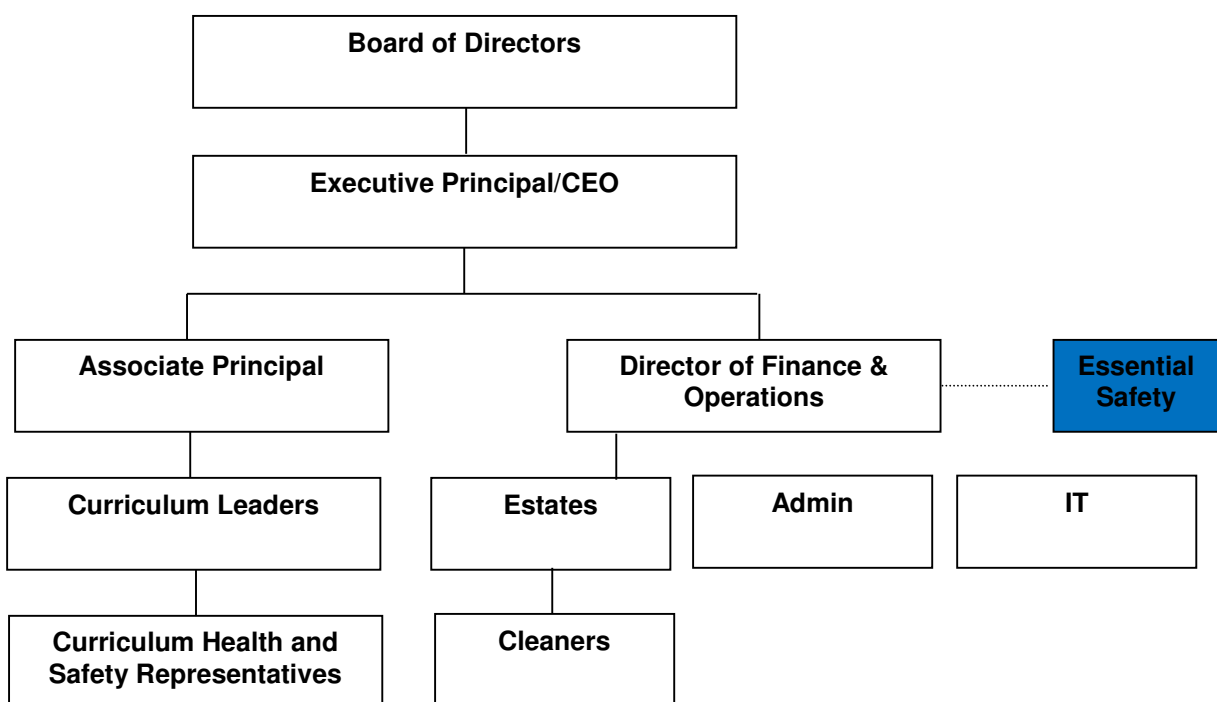 Board of Directors
Executive Principal/CEO
Associate Principal
Director of Finance &
Operations
Essential
Safety
Curriculum Leaders
Estates
Admin
IT
Curriculum Health and
Safety Representatives
Cleaners